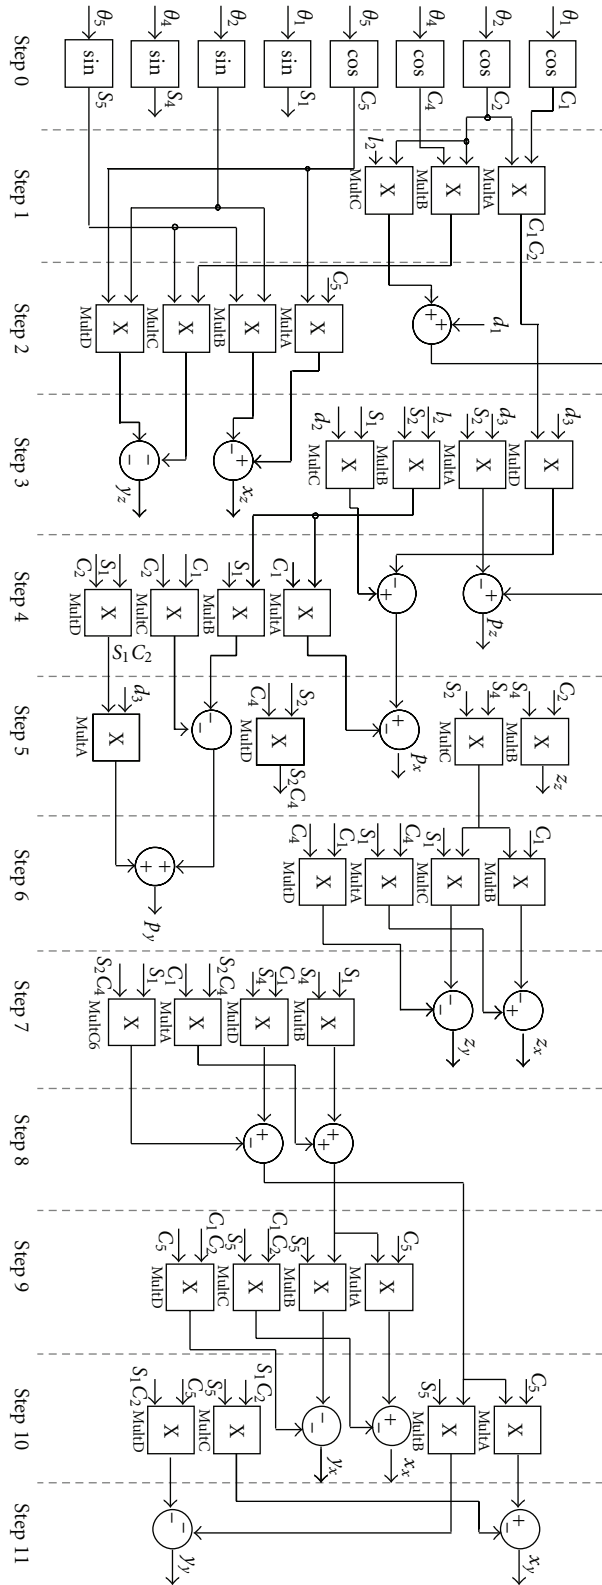 Step 0
θ₁
cos
C₁
θ₂
cos
C₂
θ₄
cos
C₄
θ₅
cos
C₅
θ₁
sin
S₁
θ₂
sin
θ₄
sin
S₄
θ₅
sin
S₅
Step 1
X
MultA
C₁C₂
X
MultB
l₂
X
MultC
Step 2
d₁
+
+
C₅
X
MultA
X
MultB
X
MultC
X
MultD
Step 3
d₃
X
MultD
d₃
S₂
X
MultA
l₂
S₂
X
MultB
S₁
d₂
X
MultC
+
-
x_z
-
-
y_z
Step 4
+
-
p_z
-
+
C₁
X
MultA
S₁
X
MultB
C₁
C₂
X
MultC
S₁
C₂
X
MultD
S₁C₂
Step 5
C₂
S₄
X
MultB
z_z
S₄
S₂
X
MultC
+
-
p_x
S₂
C₄
X
MultD
S₂C₄
-
-
d₃
X
MultA
Step 6
C₁
X
MultB
S₁
X
MultC
C₄
S₁
X
MultA
C₁
C₄
X
MultD
+
+
p_y
Step 7
-
+
z_x
-
-
z_y
S₁
S₄
X
MultB
C₁
S₄
X
MultD
S₂C₄
C₁
X
MultA
S₁
S₂C₄
X
MultC6
Step 8
+
+
+
-
Step 9
C₅
X
MultA
S₅
X
MultB
C₁C₂
S₅
X
MultC
C₁C₂
C₅
X
MultD
Step 10
C₅
X
MultA
S₅
X
MultB
+
-
x_x
-
-
y_x
S₁C₂
S₅
X
MultC
C₅
S₁C₂
X
MultD
Step 11
+
-
x_y
-
-
y_y